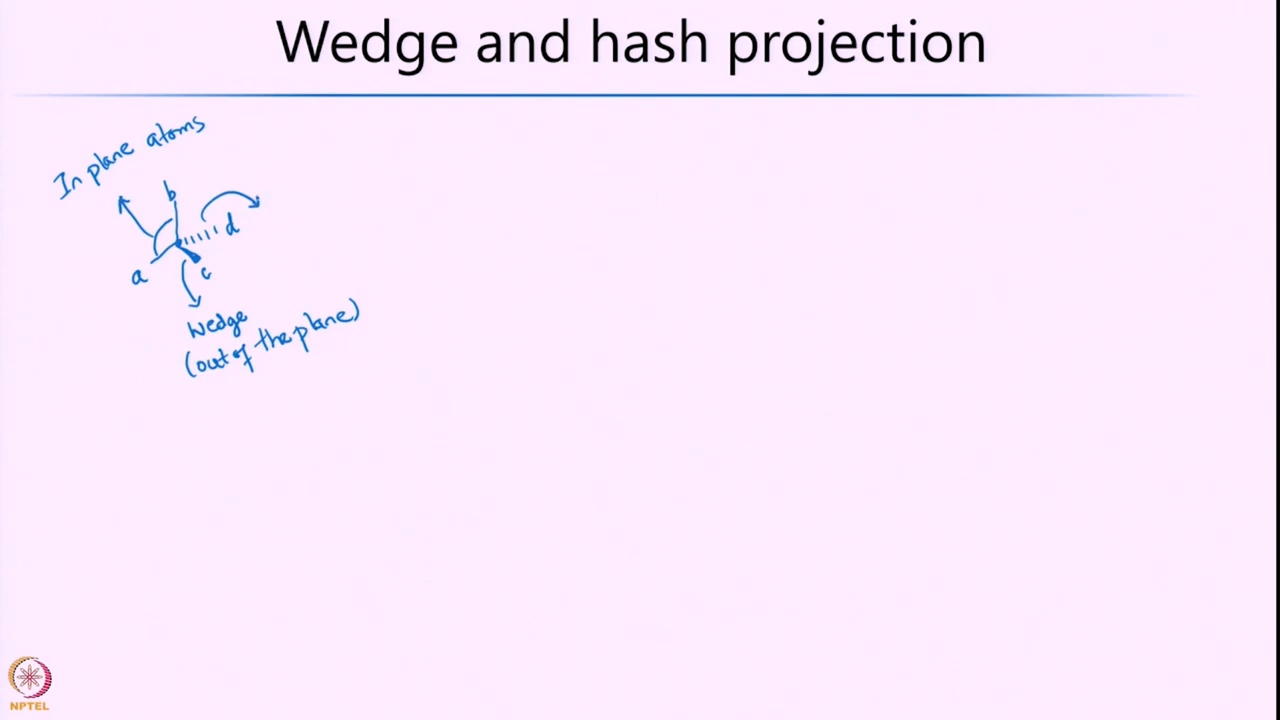 Wedge and hash projection
In plane atoms
b
d
a
c
Wedge
(out of the plane)
NPTEL